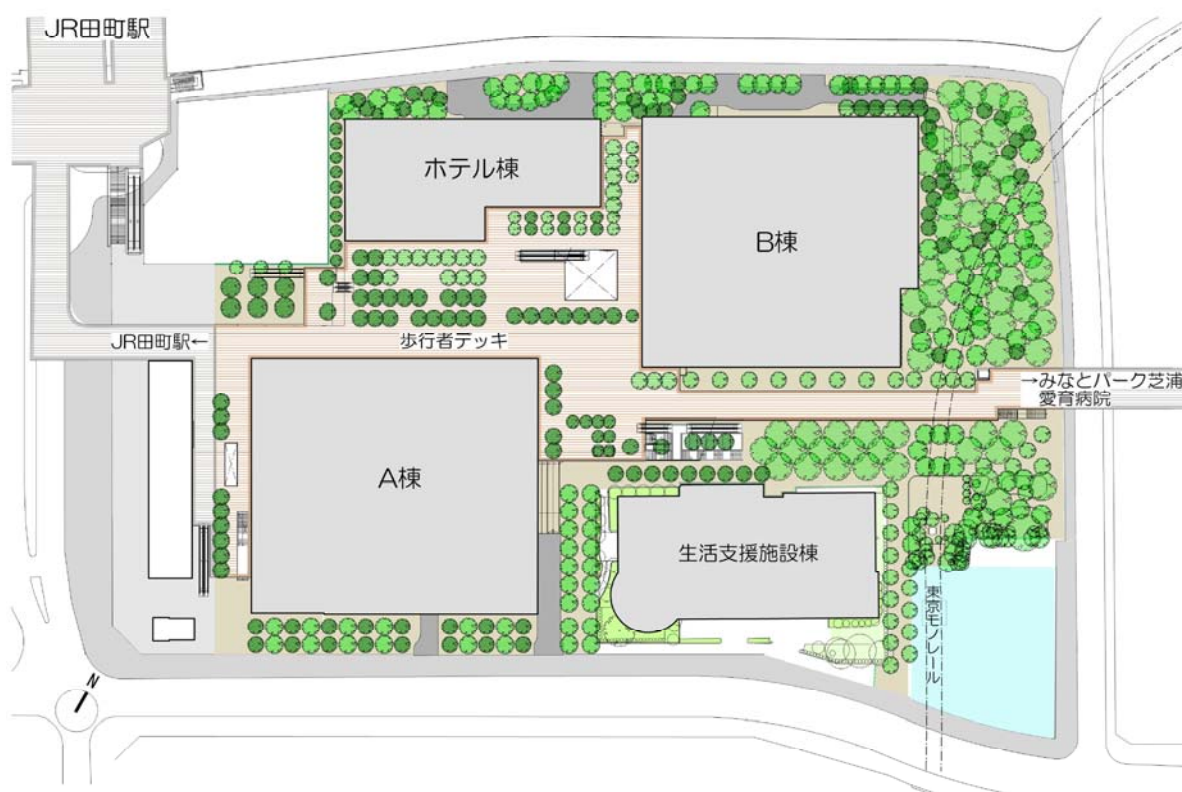 JR田町駅
ホテル棟
B棟
JR田町駅←
歩行者デッキ
→みなとパーク芝浦
愛育病院
A棟
生活支援施設棟
東京モノレール
N